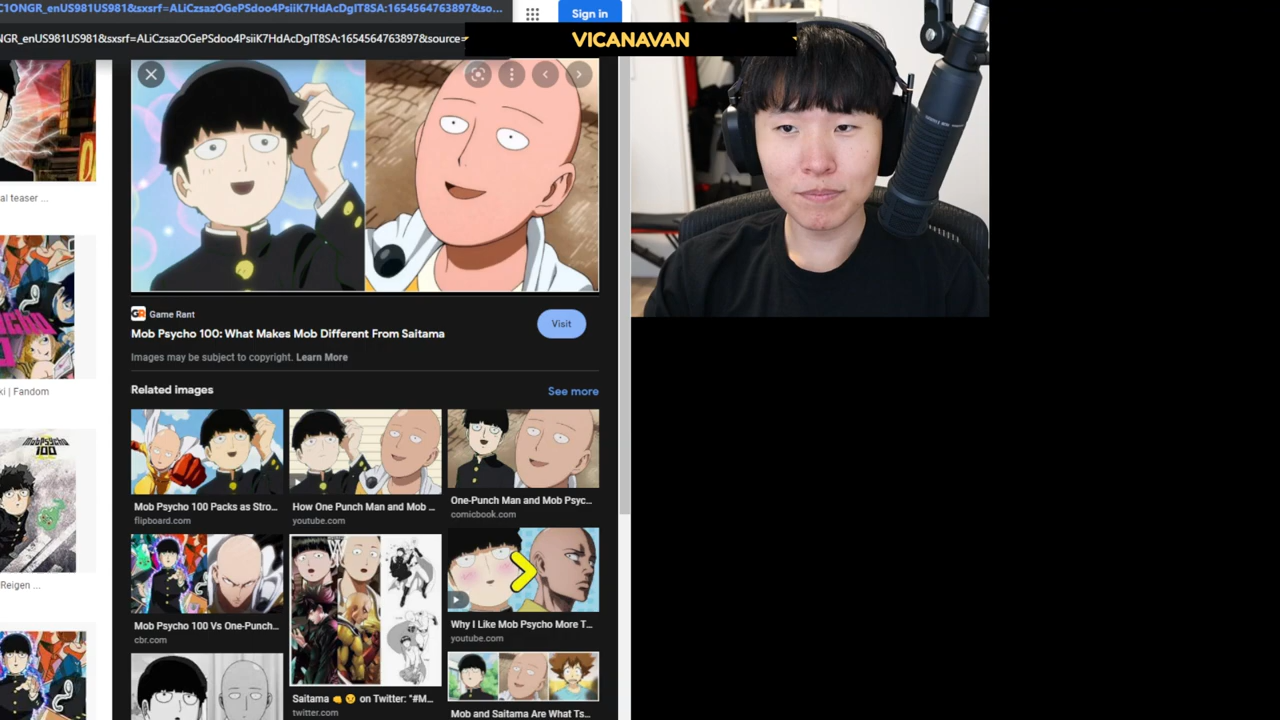 C1ONGR_enUS981US981&sxsrf=ALiCzsazOGePSdoo4PsiiK7HdAcDgIT8SA:1654564763897&so...
Sign in
NGR_enUS981US981&sxsrf=ALiCzsazOGePSdoo4PsiiK7HdAcDgIT8SA:1654564763897&source=
VICANAVAN
al teaser ...
GR Game Rant
Mob Psycho 100: What Makes Mob Different From Saitama
Visit
Images may be subject to copyright. Learn More
Related images
See more
ki | Fandom
MobPsycho
100
Mob Psycho 100 Packs as Stro...
flipboard.com
How One Punch Man and Mob ...
youtube.com
One-Punch Man and Mob Psyc...
comicbook.com
Reigen ...
Mob Psycho 100 Vs One-Punch...
cbr.com
Why I Like Mob Psycho More T...
youtube.com
Saitama 👊 😏 on Twitter: "#M...
twitter.com
Mob and Saitama Are What Ts...